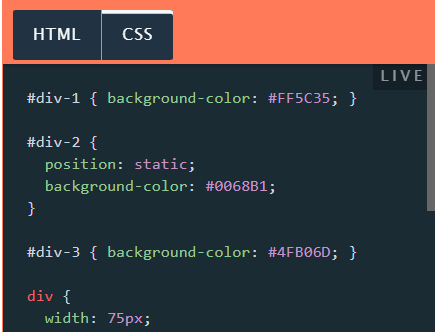 HTML CSS
LIVE
#div-1 { background-color: #FF5C35; }
#div-2 {
position: static;
background-color: #0068B1;
}
#div-3 { background-color: #4FB06D; }
div {
width: 75px;